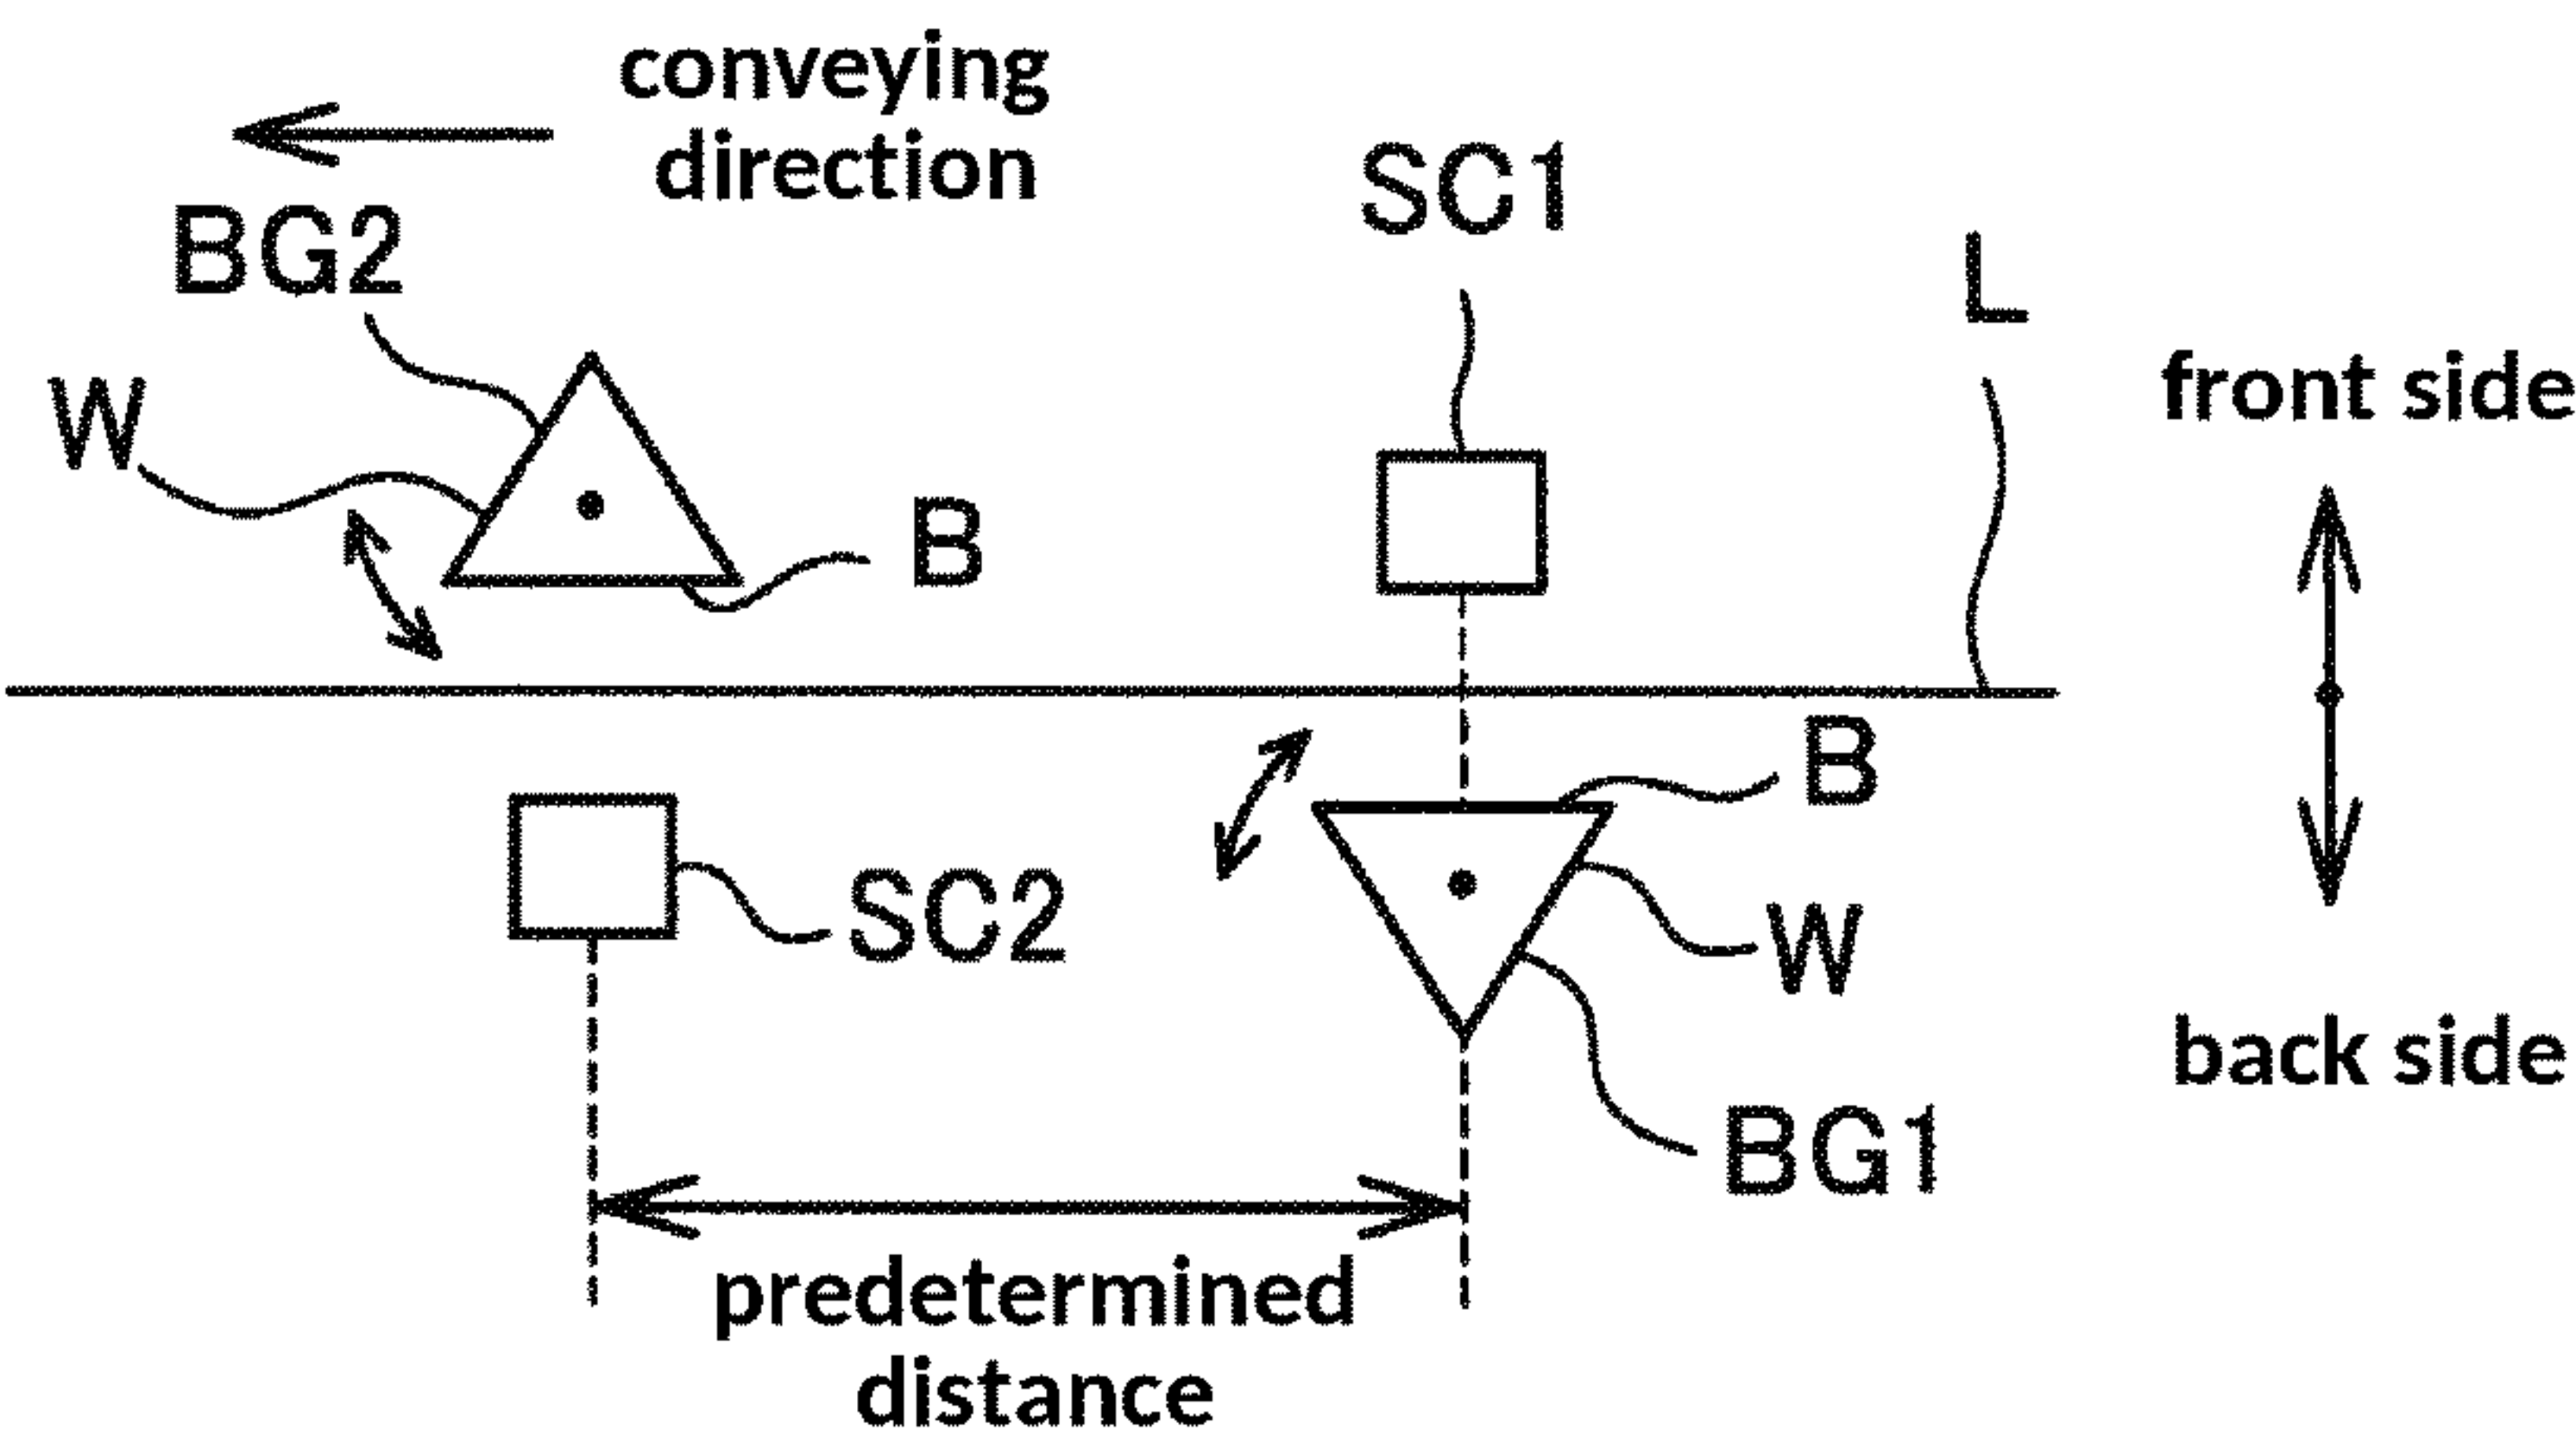 conveying
direction
BG2
SC1
L
W
front side
B
B
SC2
W
back side
BG1
predetermined
distance